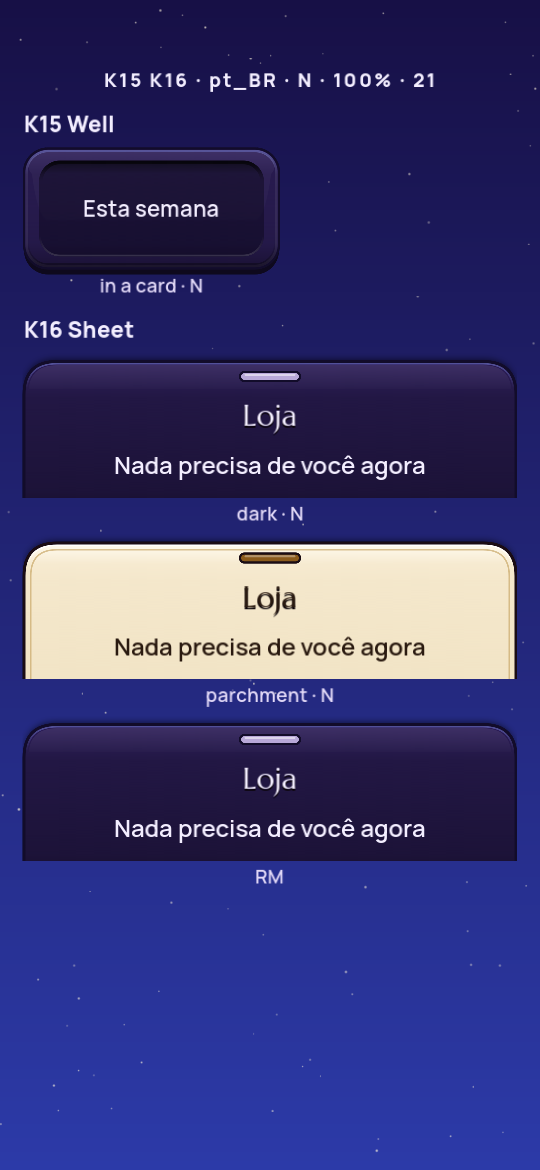 K15 K16 · pt_BR · N · 100% · 21
K15 Well
Esta semana
in a card · N
K16 Sheet
Loja
Nada precisa de você agora
dark · N
Loja
Nada precisa de você agora
parchment · N
Loja
Nada precisa de você agora
RM